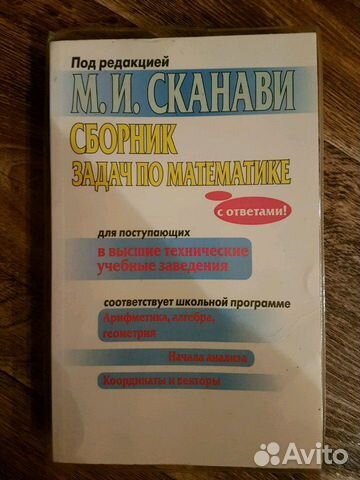 Под редакцией
М. И. СКАНАВИ
СБОРНИК
ЗАДАЧ ПО МАТЕМАТИКЕ
с ответами!
для поступающих
в высшие технические
учебные заведения
соответствует школьной программе
Арифметика, алгебра,
геометрия
Начала анализа
Координаты и векторы
Avito